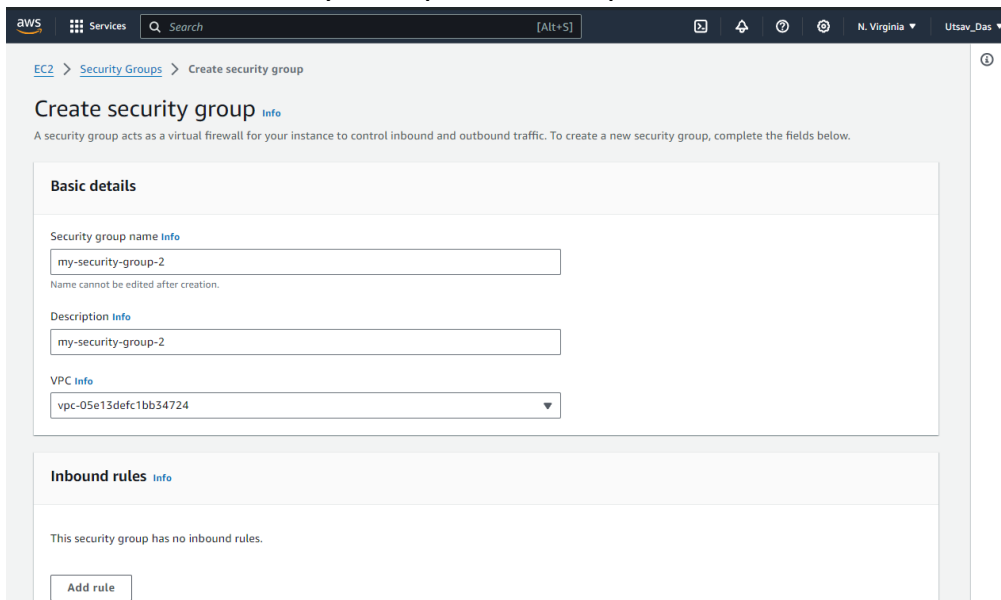 aws Services Search [Alt+S] N. Virginia Utsav_Das
EC2 > Security Groups > Create security group
Create security group Info
A security group acts as a virtual firewall for your instance to control inbound and outbound traffic. To create a new security group, complete the fields below.
Basic details
Security group name Info
my-security-group-2
Name cannot be edited after creation.
Description Info
my-security-group-2
VPC Info
vpc-05e13defc1bb34724
Inbound rules Info
This security group has no inbound rules.
Add rule